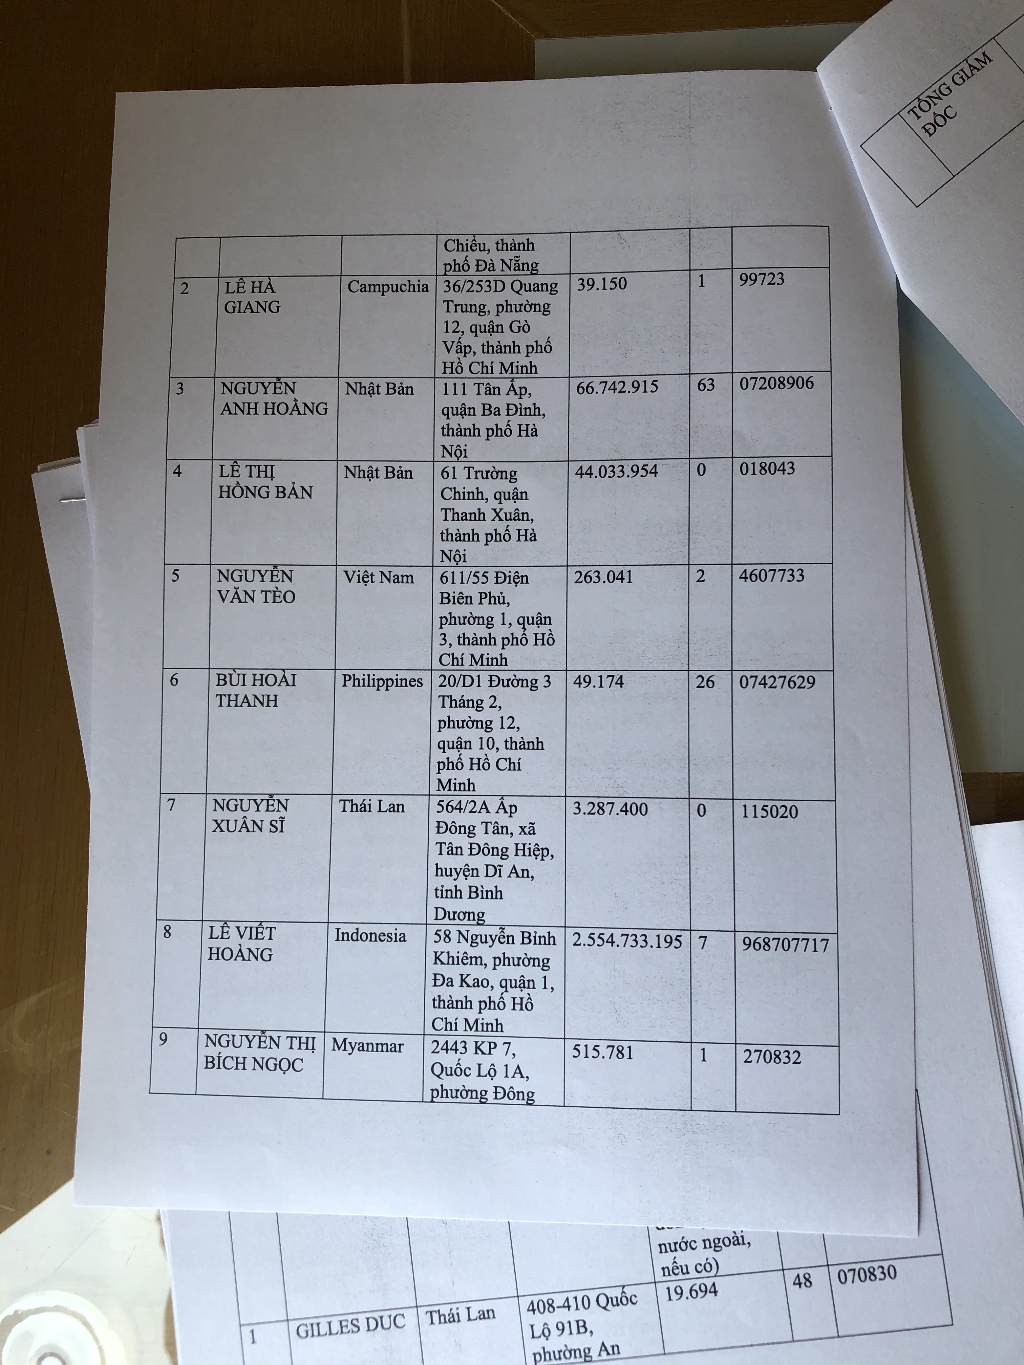 TỔNG GIÁM
ĐỐC
Chiểu, thành
phố Đà Nẵng
2 LÊ HÀ Campuchia 36/253D Quang 39.150 1 99723
GIANG Trung, phường
12, quận Gò
Vấp, thành phố
Hồ Chí Minh
3 NGUYỄN Nhật Bản 111 Tân Ấp, 66.742.915 63 07208906
ANH HOÀNG quận Ba Đình,
thành phố Hà
Nội
4 LÊ THỊ Nhật Bản 61 Trường 44.033.954 0 018043
HỒNG BẢN Chinh, quận
Thanh Xuân,
thành phố Hà
Nội
5 NGUYỄN Việt Nam 611/55 Điện 263.041 2 4607733
VĂN TÈO Biên Phủ,
phường 1, quận
3, thành phố Hồ
Chí Minh
6 BÙI HOÀI Philippines 20/D1 Đường 3 49.174 26 07427629
THANH Tháng 2,
phường 12,
quận 10, thành
phố Hồ Chí
Minh
7 NGUYỄN Thái Lan 564/2A Ấp 3.287.400 0 115020
XUÂN SĨ Đông Tân, xã
Tân Đông Hiệp,
huyện Dĩ An,
tỉnh Bình
Dương
8 LÊ VIẾT Indonesia 58 Nguyễn Bỉnh 2.554.733.195 7 968707717
HOÀNG Khiêm, phường
Đa Kao, quận 1,
thành phố Hồ
Chí Minh
9 NGUYỄN THỊ Myanmar 2443 KP 7, 515.781 1 270832
BÍCH NGỌC Quốc Lộ 1A,
phường Đông
nước ngoài,
nếu có)
1 GILLES DUC Thái Lan 408-410 Quốc 19.694 48 070830
Lộ 91B,
phường An